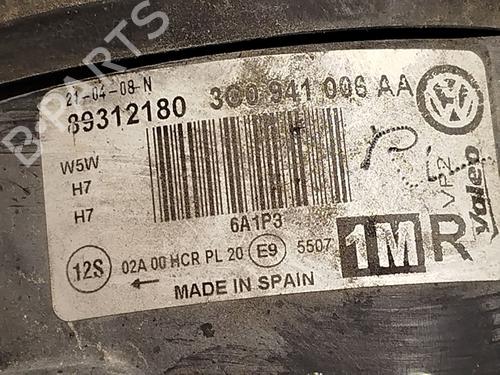 B-PARTS
21-04-08 N
89312180 3C0 941 006 AA
W5W
H7
H7
6A1P3
12S 02A 00 HCR PL 20 E9 5507 1M R
MADE IN SPAIN
VP2
Valeo